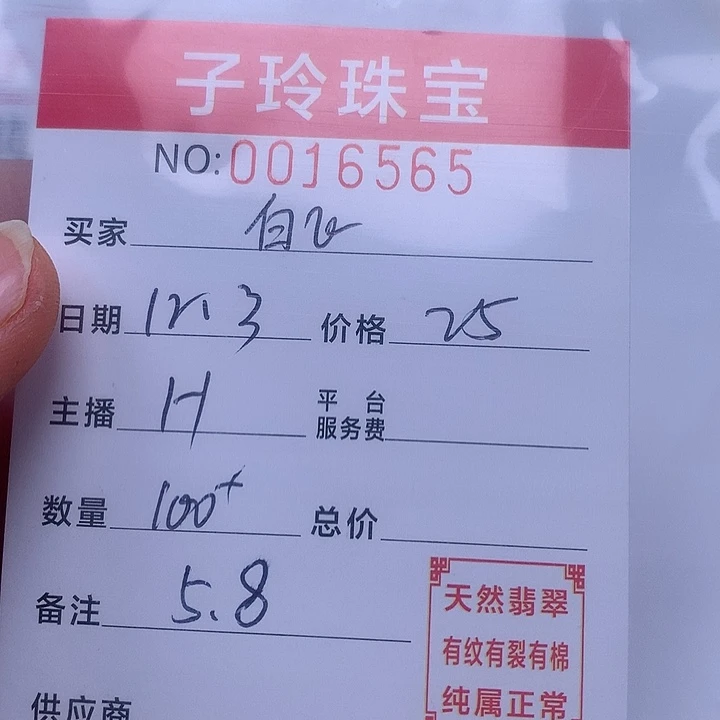 子玲珠宝
NO:0016565
买家 白
日期 12.3 价格 25
主播 H 平台服务费
数量 100+ 总价
备注 5.8
天然翡翠
有纹有裂有棉
纯属正常
供应商